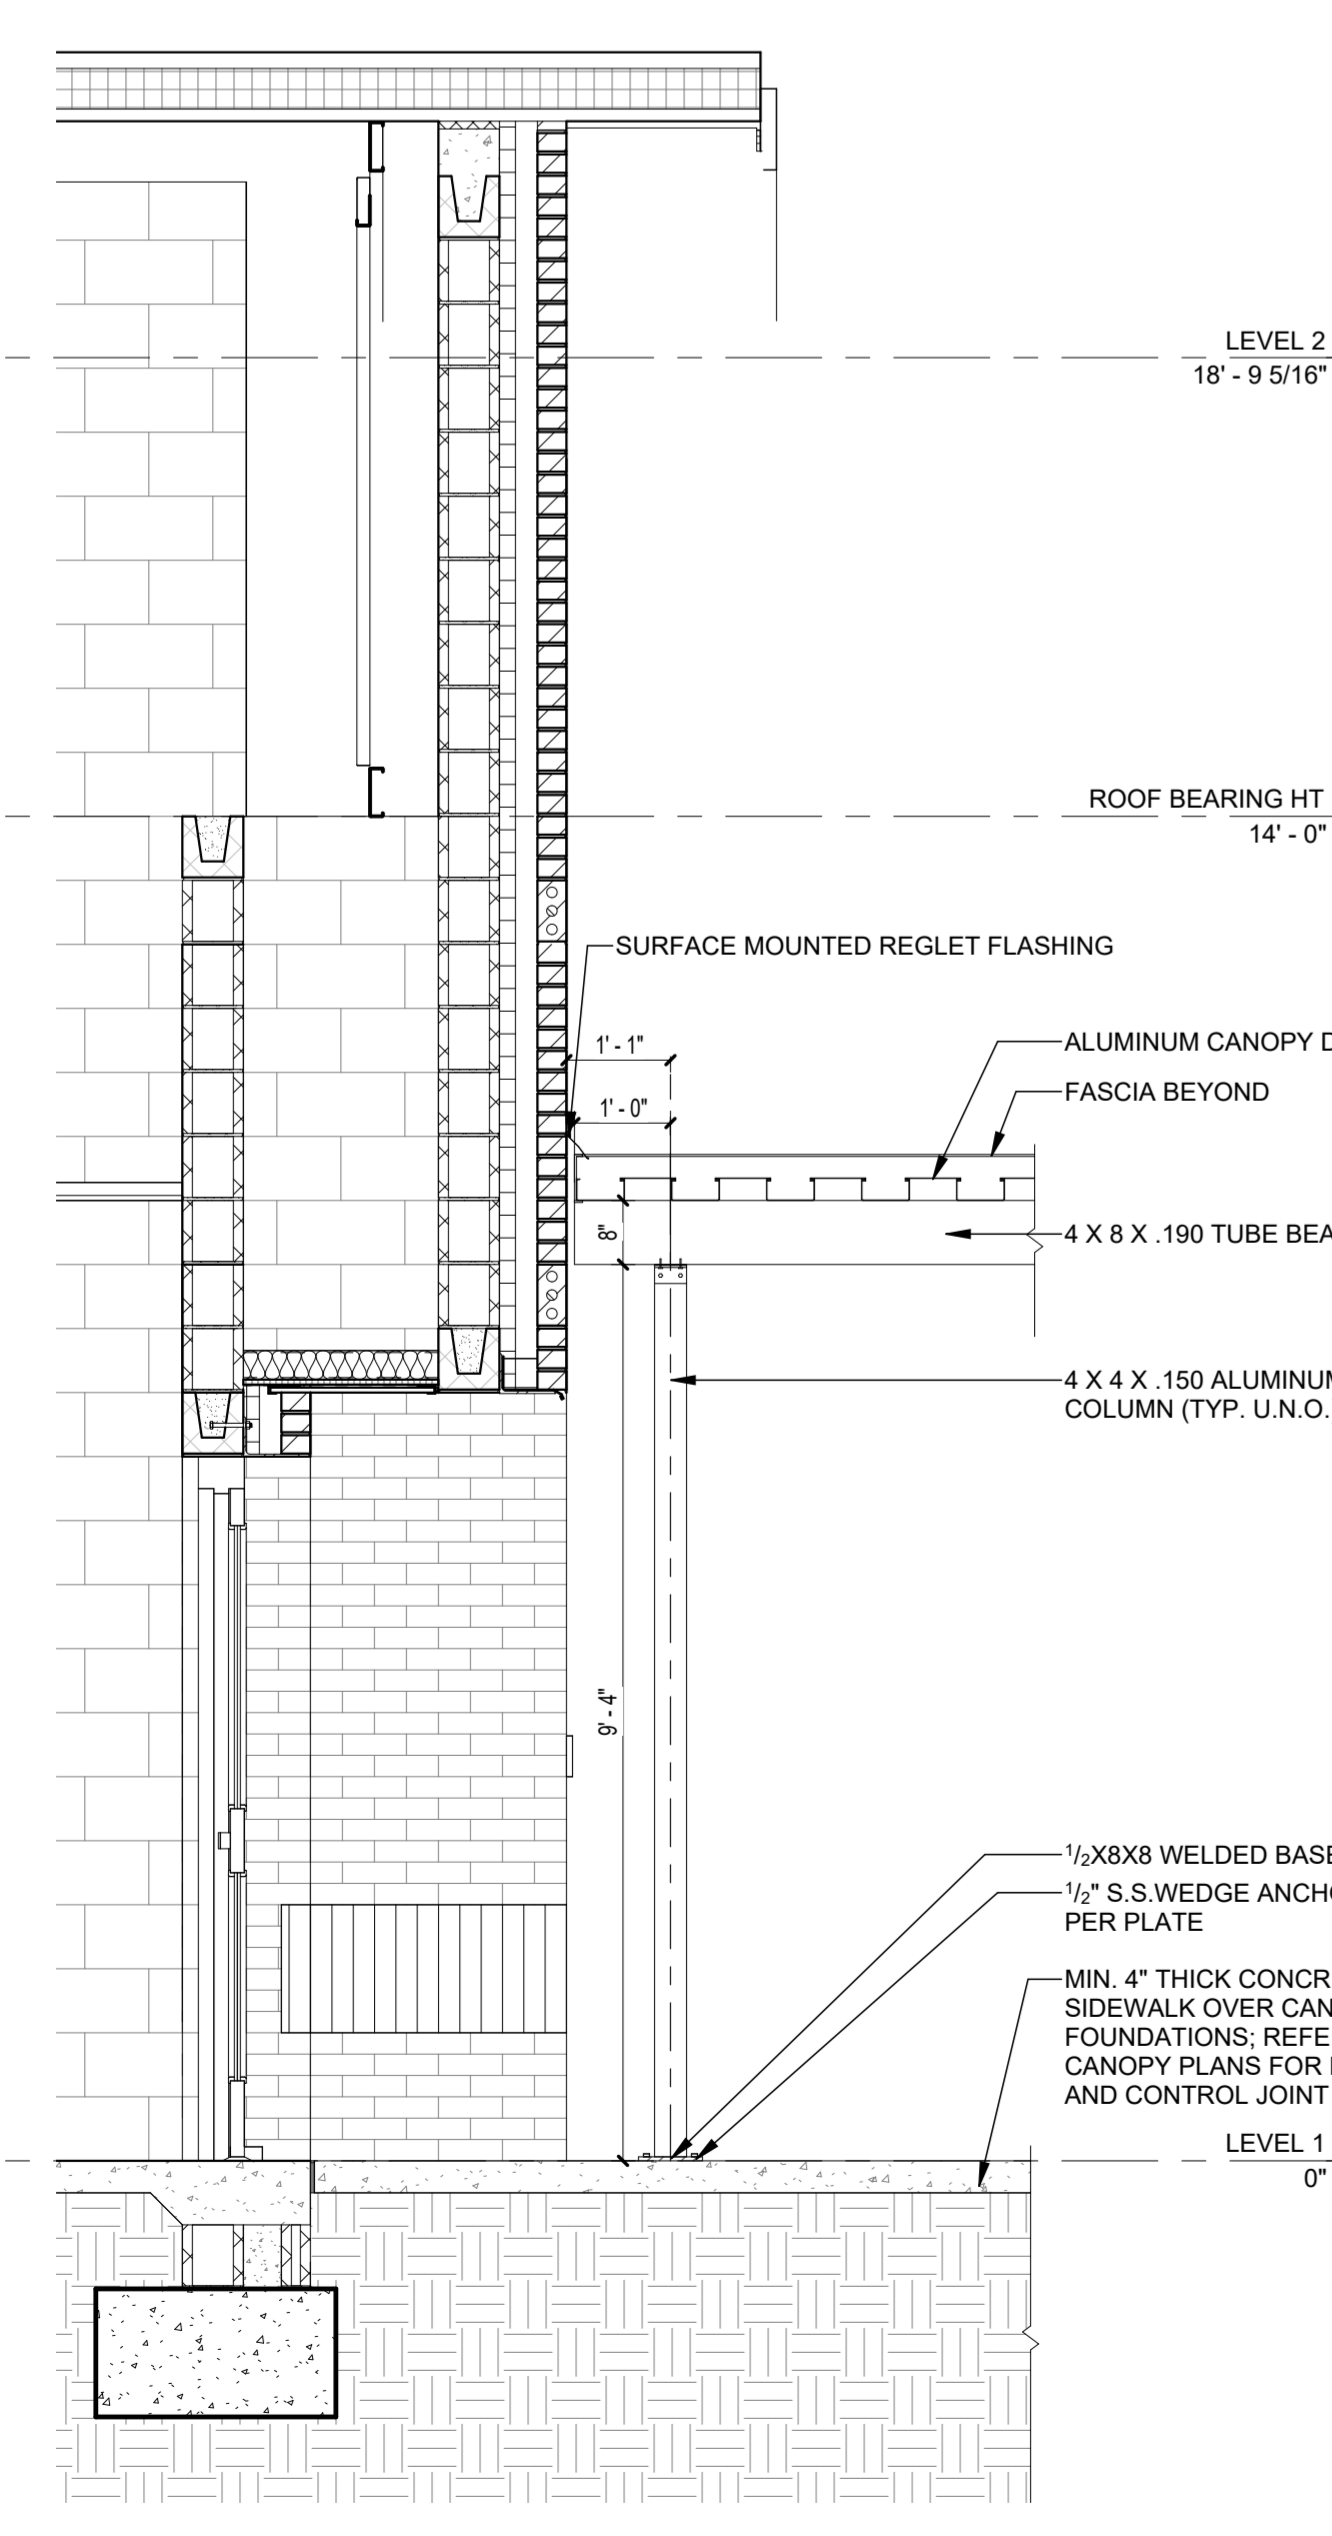 LEVEL 2
18' - 9 5/16"
ROOF BEARING HT
14' - 0"
SURFACE MOUNTED REGLET FLASHING
1' - 1"
ALUMINUM CANOPY D
FASCIA BEYOND
1' - 0"
8"
4 X 8 X .190 TUBE BEA
4 X 4 X .150 ALUMINUM
COLUMN (TYP. U.N.O.
9' - 4"
1/2X8X8 WELDED BASE
1/2" S.S.WEDGE ANCHO
PER PLATE
MIN. 4" THICK CONCR
SIDEWALK OVER CAN
FOUNDATIONS; REFE
CANOPY PLANS FOR
AND CONTROL JOINT
LEVEL 1
0"